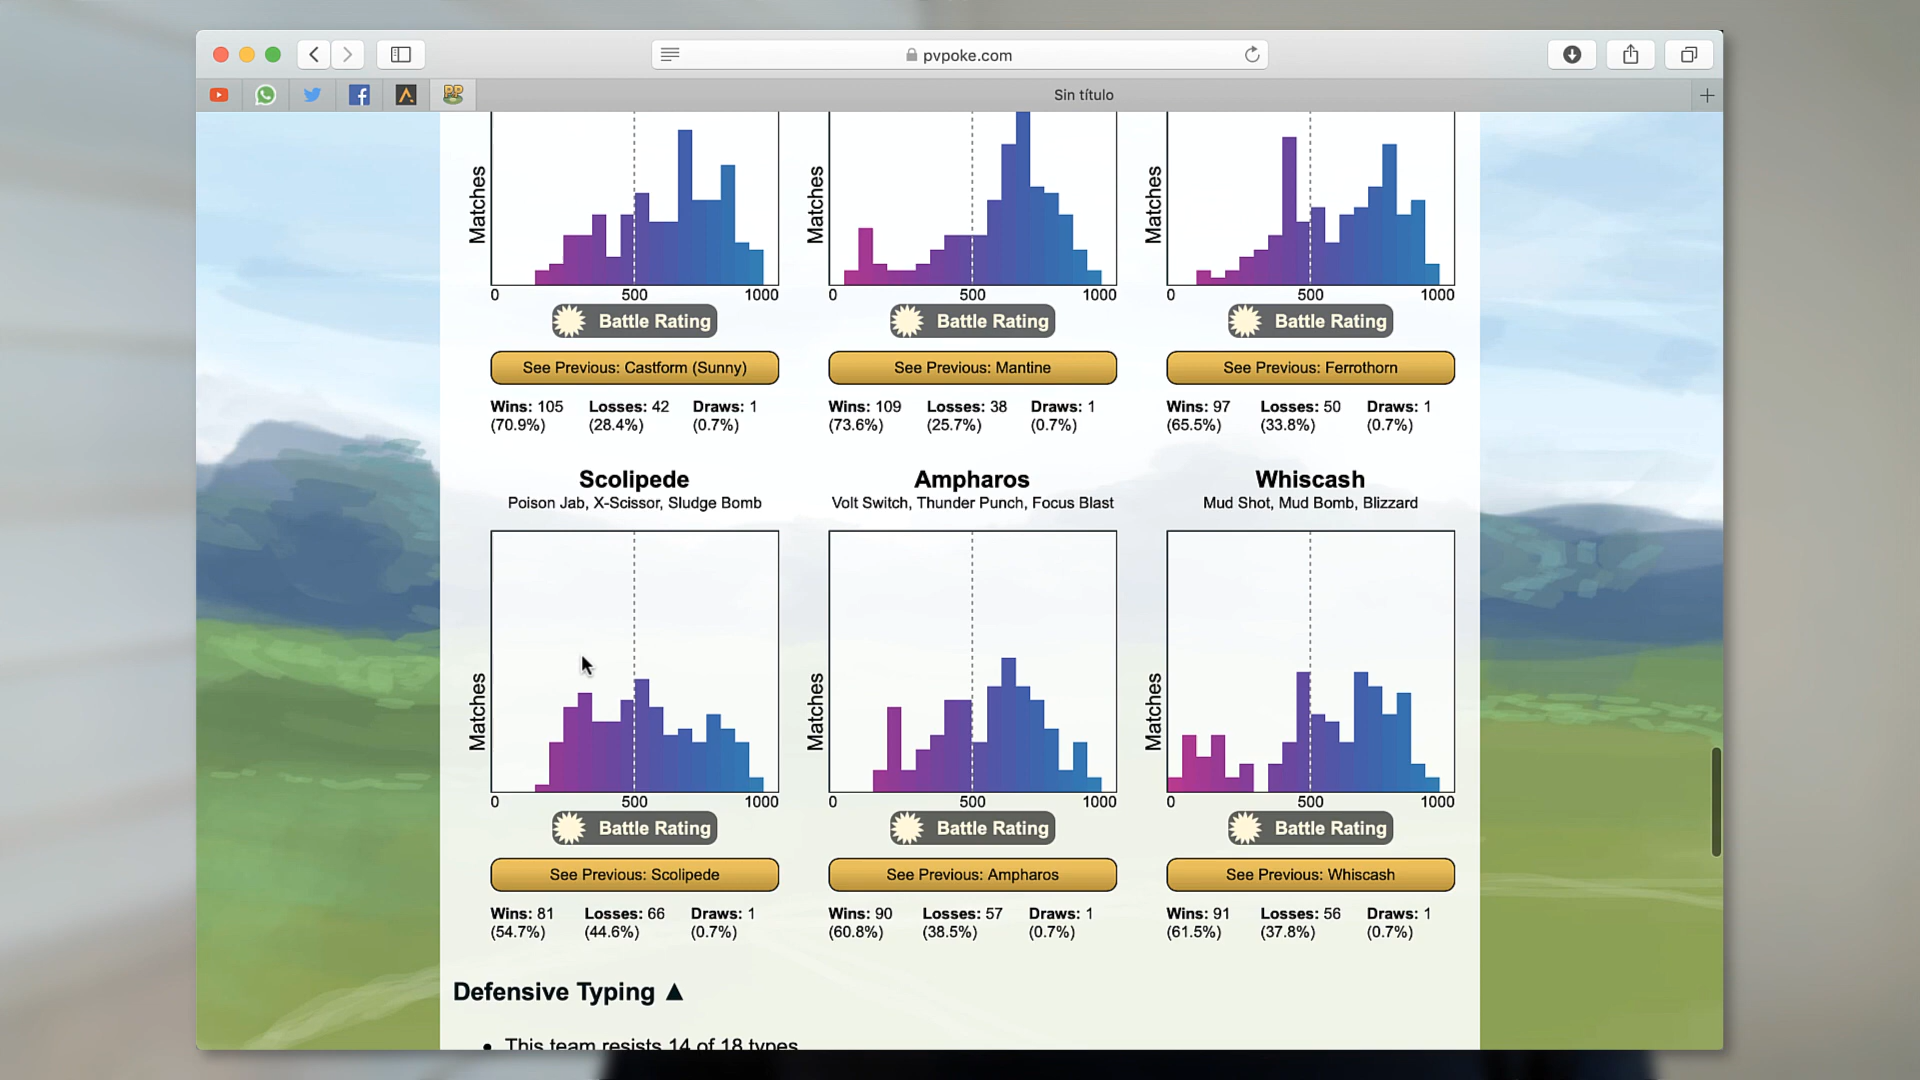 pvpoke.com
Sin título
Matches
Matches
Matches
0 500 1000
0 500 1000
0 500 1000
Battle Rating
Battle Rating
Battle Rating
See Previous: Castform (Sunny)
See Previous: Mantine
See Previous: Ferrothorn
Wins: 105 Losses: 42 Draws: 1
(70.9%) (28.4%) (0.7%)
Wins: 109 Losses: 38 Draws: 1
(73.6%) (25.7%) (0.7%)
Wins: 97 Losses: 50 Draws: 1
(65.5%) (33.8%) (0.7%)
Scolipede
Poison Jab, X-Scissor, Sludge Bomb
Ampharos
Volt Switch, Thunder Punch, Focus Blast
Whiscash
Mud Shot, Mud Bomb, Blizzard
Matches
Matches
Matches
0 500 1000
0 500 1000
0 500 1000
Battle Rating
Battle Rating
Battle Rating
See Previous: Scolipede
See Previous: Ampharos
See Previous: Whiscash
Wins: 81 Losses: 66 Draws: 1
(54.7%) (44.6%) (0.7%)
Wins: 90 Losses: 57 Draws: 1
(60.8%) (38.5%) (0.7%)
Wins: 91 Losses: 56 Draws: 1
(61.5%) (37.8%) (0.7%)
Defensive Typing ▲
• This team resists 14 of 18 types